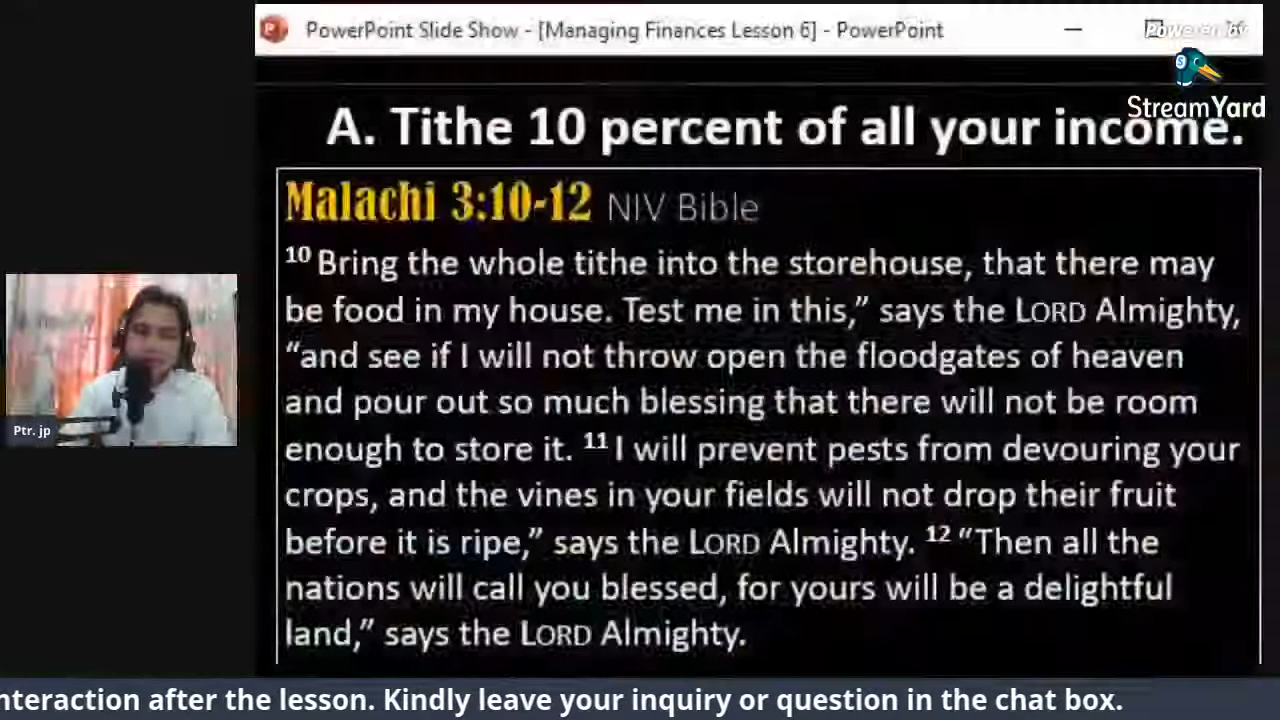 PowerPoint Slide Show - [Managing Finances Lesson 6] - PowerPoint
Powered by
StreamYard
A. Tithe 10 percent of all your income.
Malachi 3:10-12 NIV Bible
10 Bring the whole tithe into the storehouse, that there may
be food in my house. Test me in this,” says the LORD Almighty,
“and see if I will not throw open the floodgates of heaven
and pour out so much blessing that there will not be room
enough to store it. 11 I will prevent pests from devouring your
crops, and the vines in your fields will not drop their fruit
before it is ripe,” says the LORD Almighty. 12 “Then all the
nations will call you blessed, for yours will be a delightful
land,” says the LORD Almighty.
Ptr. jp
nteraction after the lesson. Kindly leave your inquiry or question in the chat box.